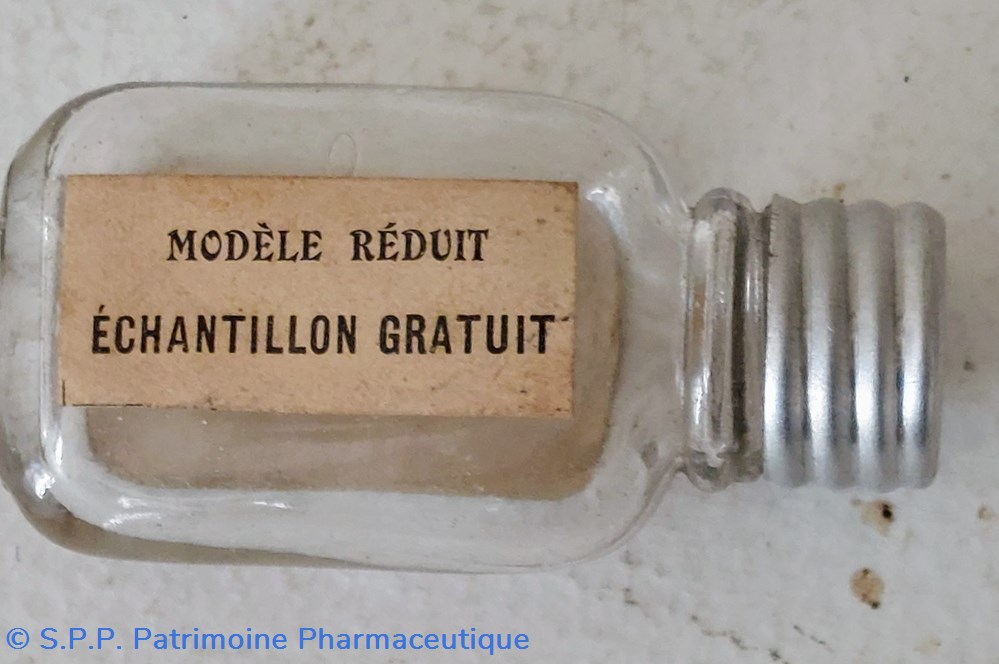 MODÈLE RÉDUIT
ÉCHANTILLON GRATUIT
© S.P.P. Patrimoine Pharmaceutique